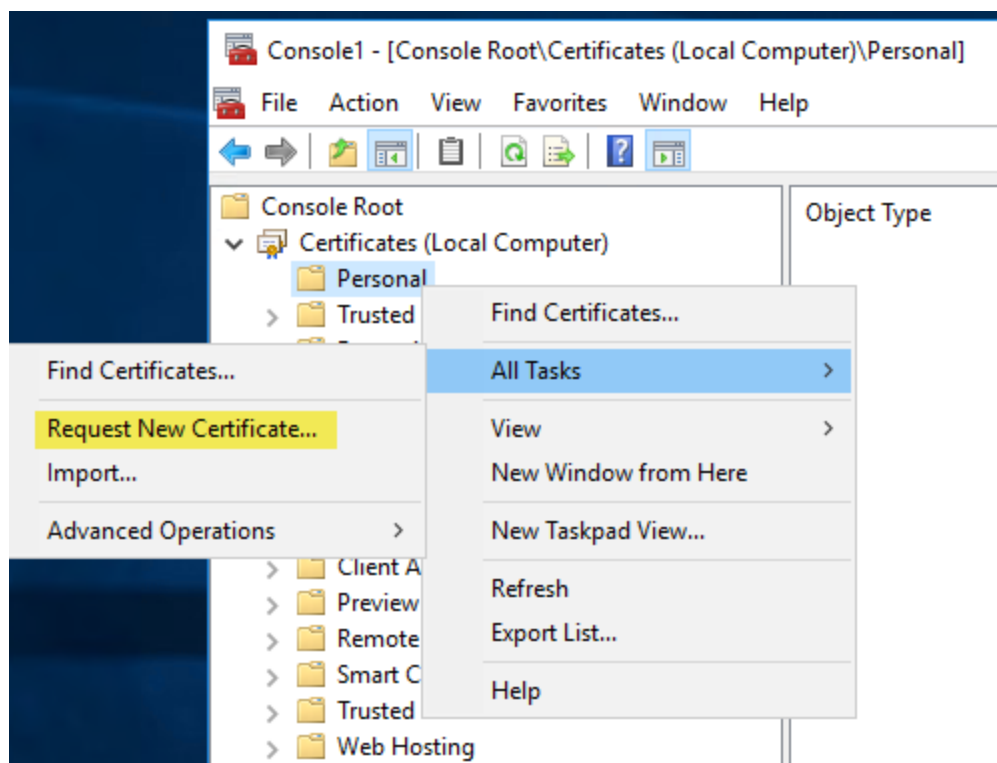 Console1 - [Console Root\Certificates (Local Computer)\Personal]
File Action View Favorites Window Help
Console Root
Certificates (Local Computer)
Personal
Trusted
Client A
Preview
Remote
Smart C
Trusted
Web Hosting
Object Type
Find Certificates...
All Tasks
View
New Window from Here
New Taskpad View...
Refresh
Export List...
Help
Find Certificates...
Request New Certificate...
Import...
Advanced Operations